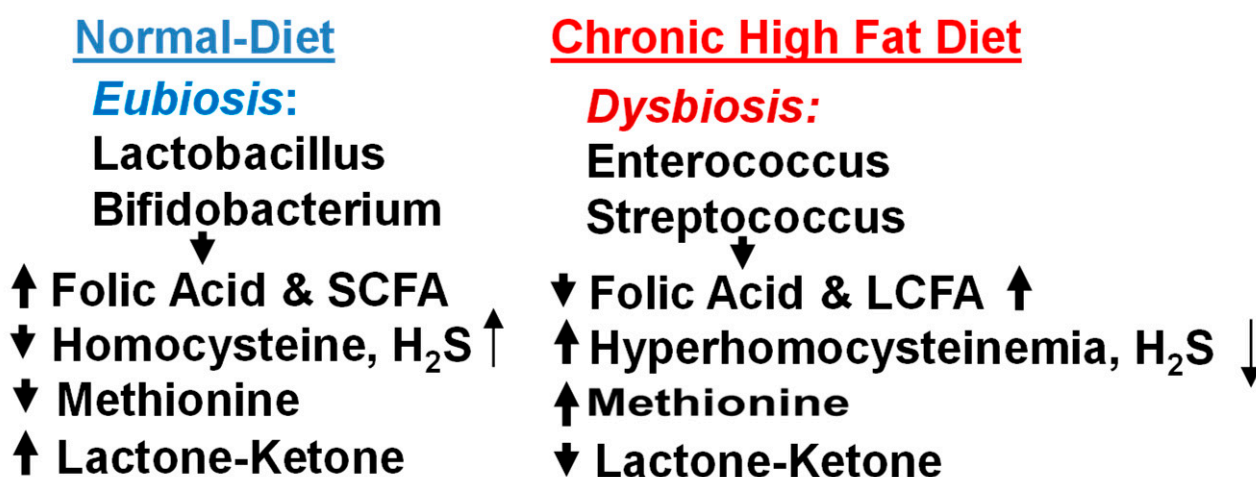 Normal-Diet
Eubiosis:
Lactobacillus
Bifidobacterium
↑ Folic Acid & SCFA
↓ Homocysteine, H₂S ↑
↓ Methionine
↑ Lactone-Ketone
Chronic High Fat Diet
Dysbiosis:
Enterococcus
Streptococcus
↓ Folic Acid & LCFA ↑
↑ Hyperhomocysteinemia, H₂S ↓
↑ Methionine
↓ Lactone-Ketone